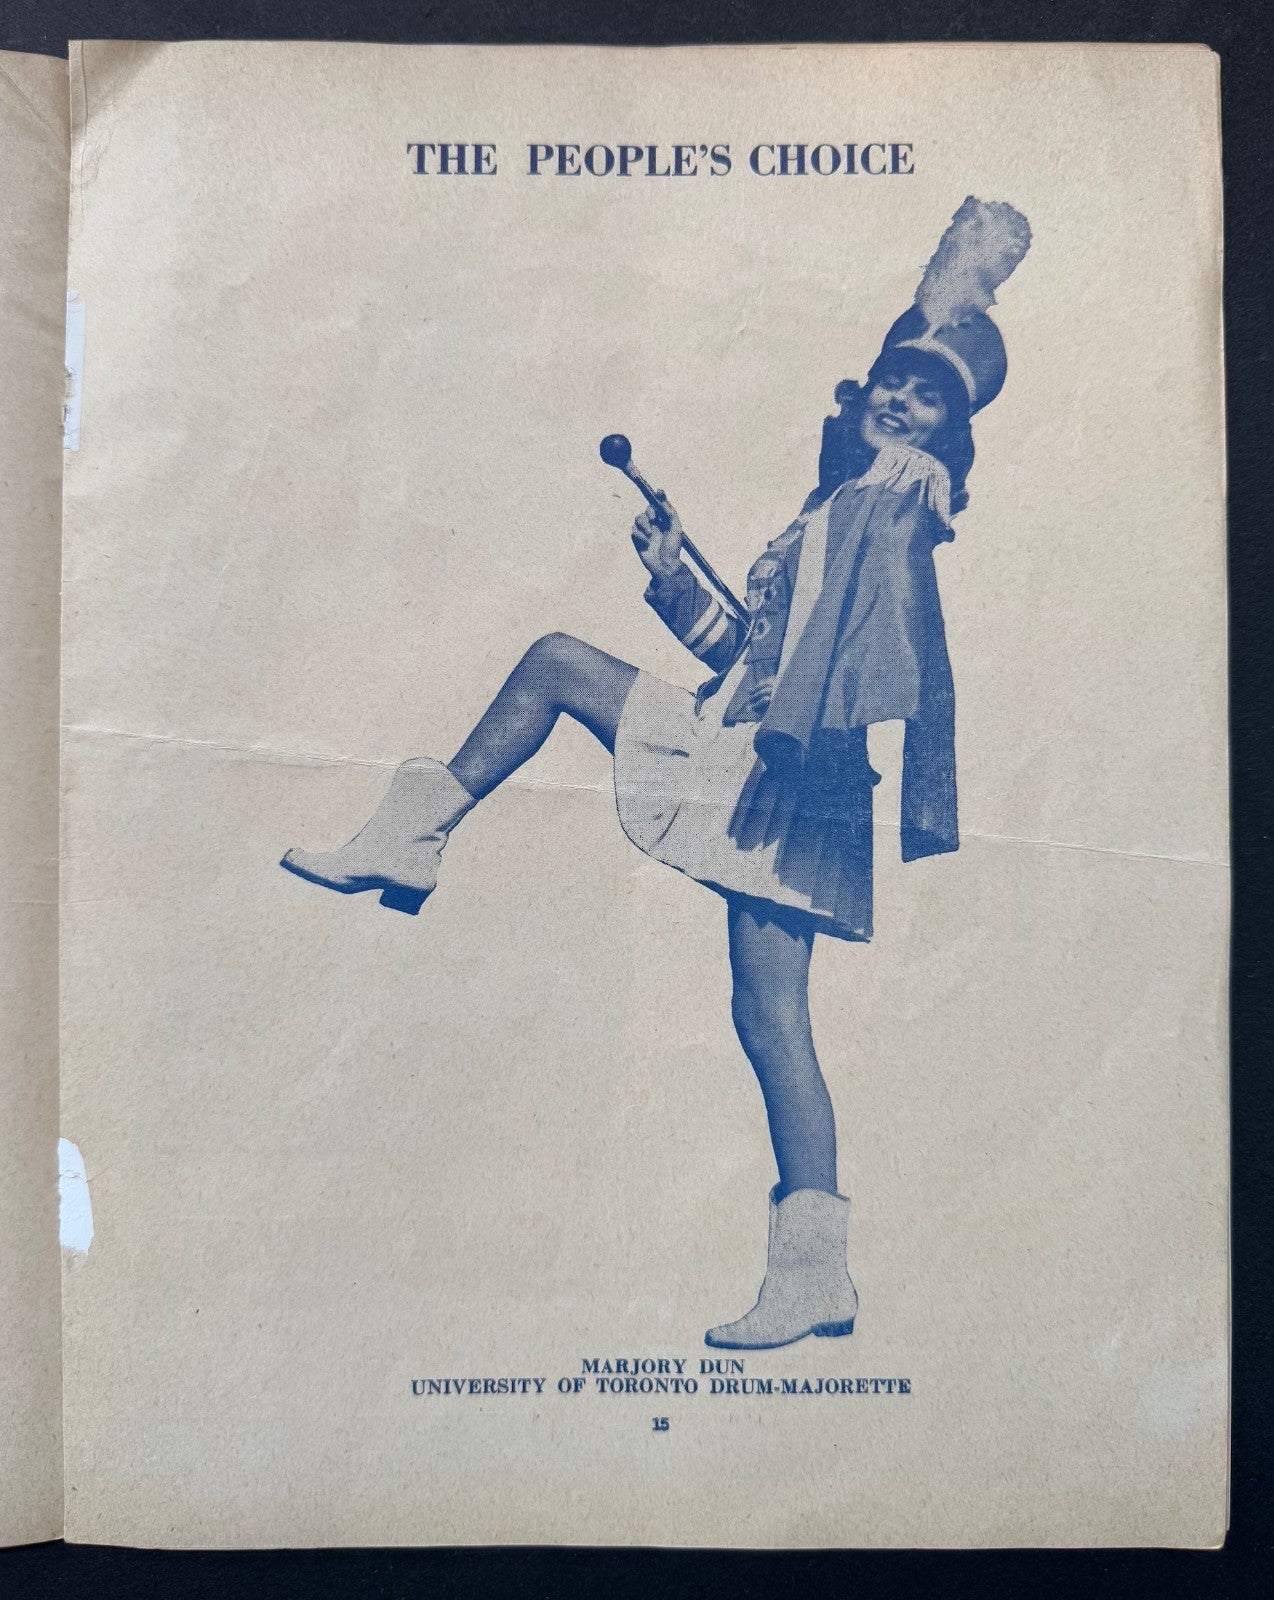 THE PEOPLE'S CHOICE
MARJORY DUN
UNIVERSITY OF TORONTO DRUM-MAJORETTE
15